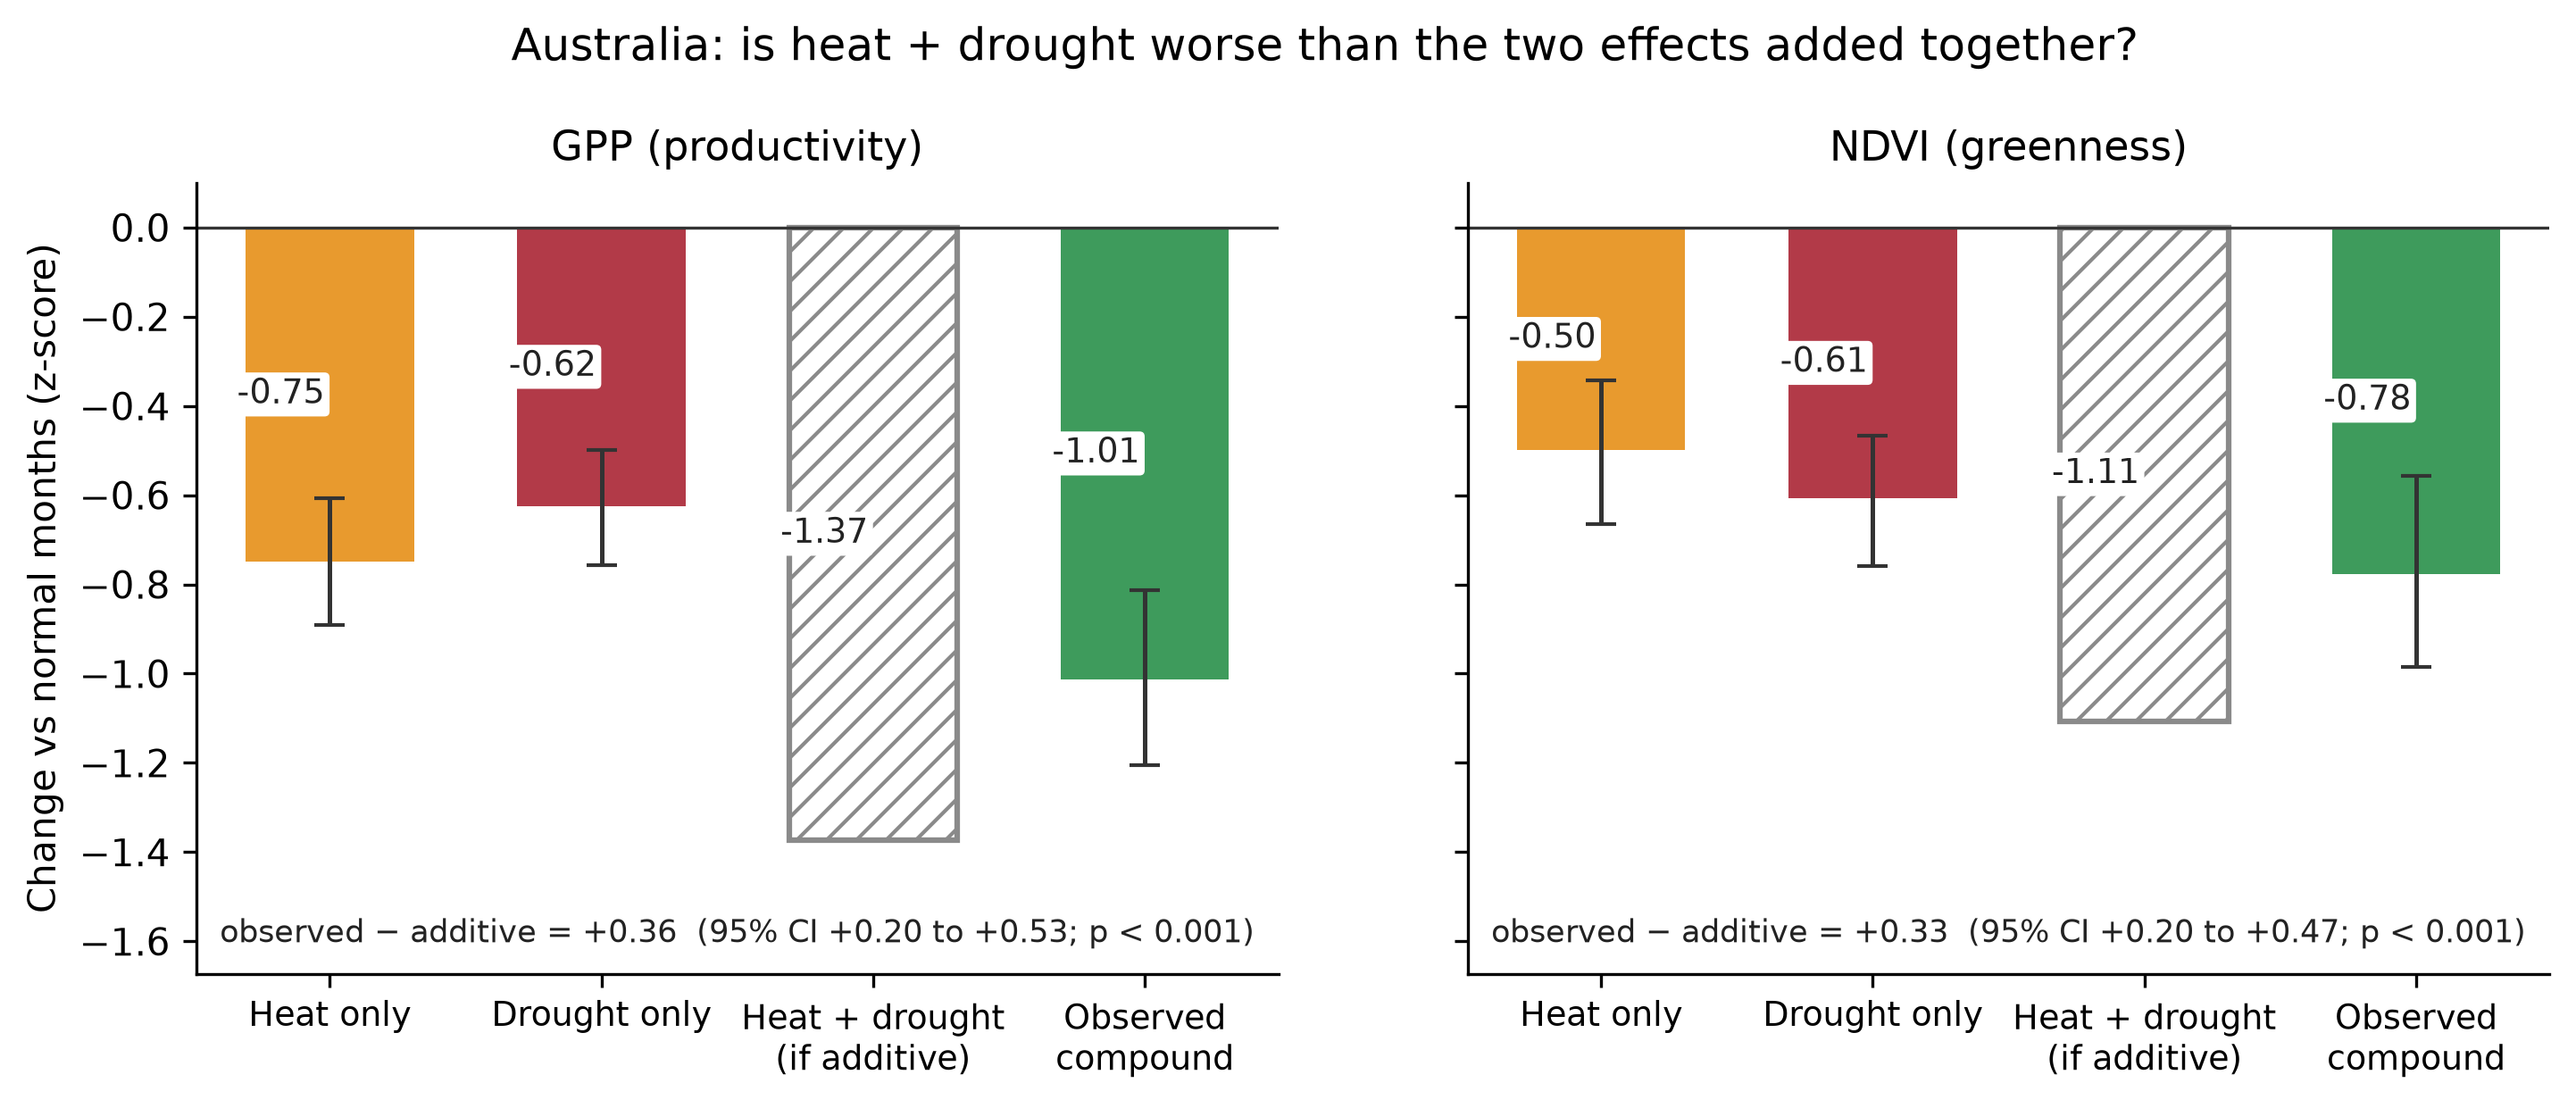 Australia: is heat + drought worse than the two effects added together?
GPP (productivity)
Change vs normal months (z-score)
0.0
−0.2
−0.4
−0.6
−0.8
−1.0
−1.2
−1.4
−1.6
-0.75
-0.62
-1.37
-1.01
observed − additive = +0.36 (95% CI +0.20 to +0.53; p < 0.001)
Heat only
Drought only
Heat + drought
(if additive)
Observed
compound
NDVI (greenness)
-0.50
-0.61
-1.11
-0.78
observed − additive = +0.33 (95% CI +0.20 to +0.47; p < 0.001)
Heat only
Drought only
Heat + drought
(if additive)
Observed
compound